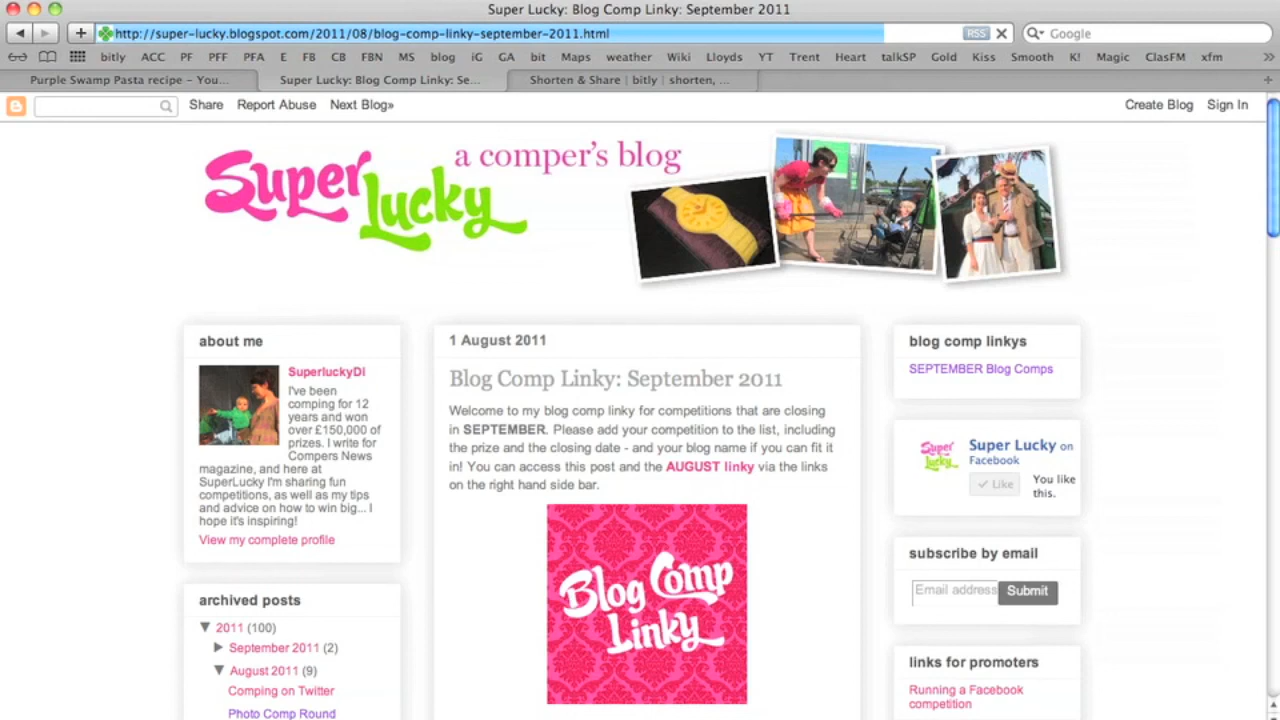 Super Lucky: Blog Comp Linky: September 2011
http://super-lucky.blogspot.com/2011/08/blog-comp-linky-september-2011.html
RSS
Google
bitly ACC PF PFF PFA E FB CB FBN MS blog iG GA bit Maps weather Wiki Lloyds YT Trent Heart talkSP Gold Kiss Smooth K! Magic ClasFM xfm
Purple Swamp Pasta recipe – You...
Super Lucky: Blog Comp Linky: Se...
Shorten & Share | bitly | shorten, ...
Share Report Abuse Next Blog»
Create Blog Sign In
Super Lucky
a comper's blog
about me
SuperluckyDi
I've been
comping for 12
years and won
over £150,000 of
prizes. I write for
Compers News
magazine, and here at
SuperLucky I'm sharing fun
competitions, as well as my tips
and advice on how to win big... I
hope it's inspiring!
View my complete profile
archived posts
▼ 2011 (100)
► September 2011 (2)
▼ August 2011 (9)
Comping on Twitter
Photo Comp Round
1 August 2011
Blog Comp Linky: September 2011
Welcome to my blog comp linky for competitions that are closing
in SEPTEMBER. Please add your competition to the list, including
the prize and the closing date - and your blog name if you can fit it
in! You can access this post and the AUGUST linky via the links
on the right hand side bar.
Blog Comp
Linky
blog comp linkys
SEPTEMBER Blog Comps
Super Lucky
Super Lucky on
Facebook
Like
You like
this.
subscribe by email
Email address
Submit
links for promoters
Running a Facebook
competition